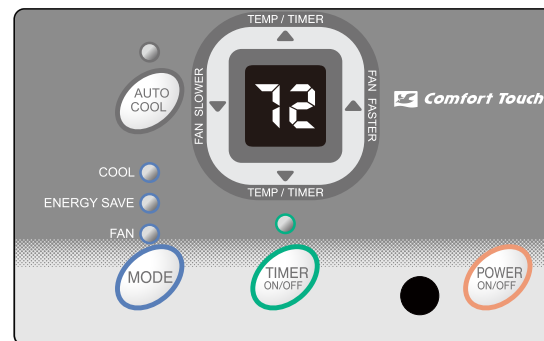 TEMP / TIMER
AUTO
COOL
FAN SLOWER
72
FAN FASTER
Comfort Touch
COOL
ENERGY SAVE
TEMP / TIMER
FAN
MODE
TIMER
ON/OFF
POWER
ON/OFF